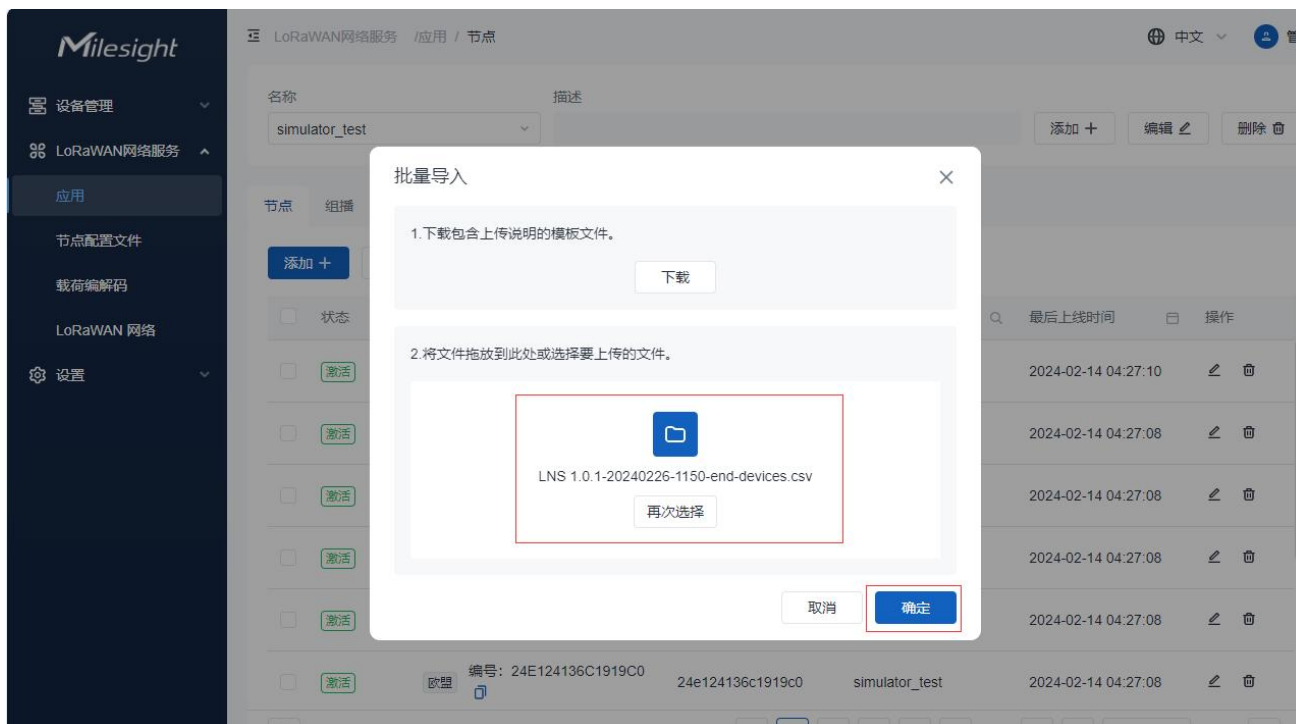 Milesight
LoRaWAN网络服务 /应用 / 节点
中文
设备管理
LoRaWAN网络服务
应用
节点配置文件
载荷编解码
LoRaWAN 网络
设置
名称
描述
simulator_test
添加
编辑
删除
节点
组播
添加
状态
最后上线时间
操作
批量导入
1.下载包含上传说明的模板文件。
下载
2.将文件拖放到此处或选择要上传的文件。
LNS 1.0.1-20240226-1150-end-devices.csv
再次选择
取消
确定
激活
2024-02-14 04:27:10
激活
2024-02-14 04:27:08
激活
2024-02-14 04:27:08
激活
2024-02-14 04:27:08
激活
2024-02-14 04:27:08
激活
欧盟
编号：24E124136C1919C0
24e124136c1919c0
simulator_test
2024-02-14 04:27:08